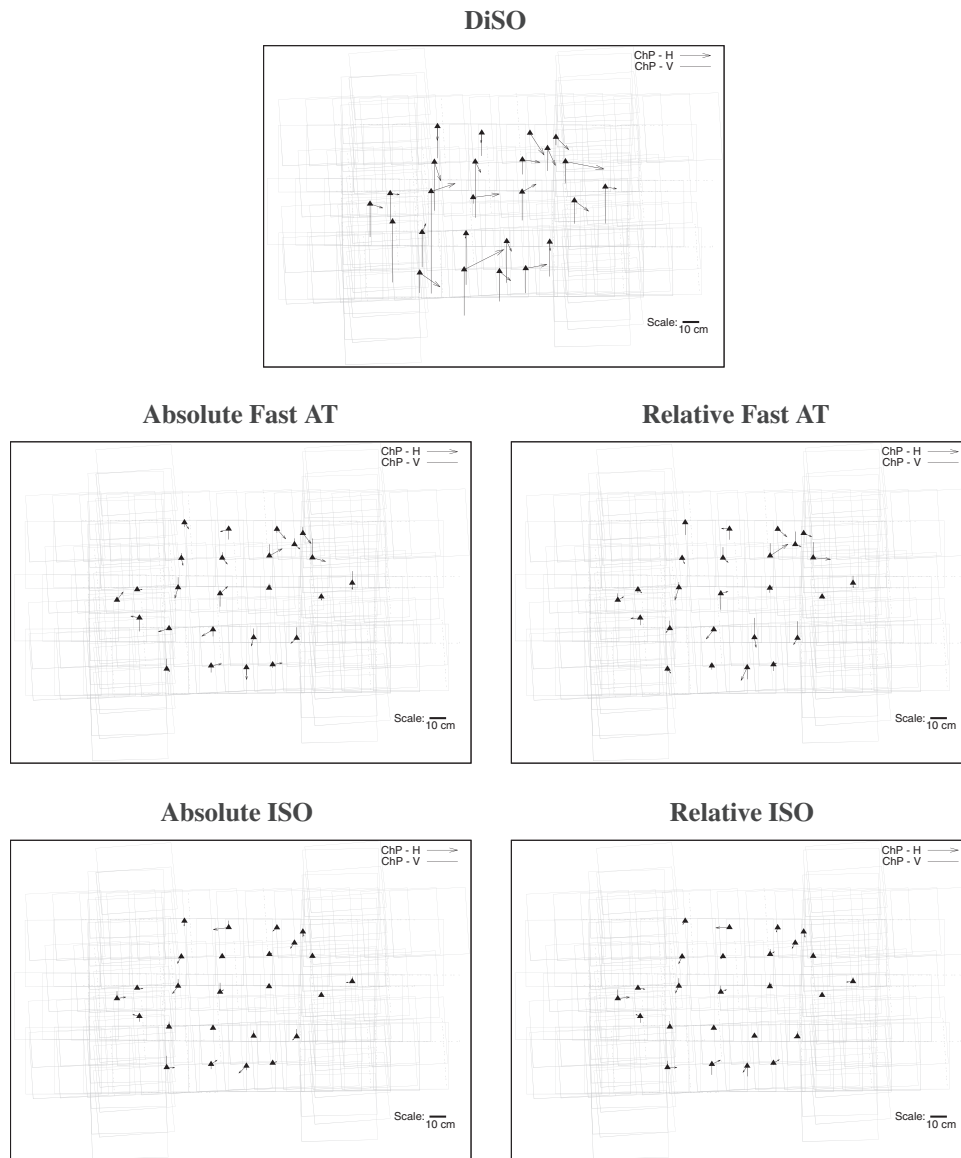 DiSO
ChP - H
ChP - V
Scale:
10 cm
Absolute Fast AT
Relative Fast AT
ChP - H
ChP - V
Scale:
10 cm
ChP - H
ChP - V
Scale:
10 cm
Absolute ISO
Relative ISO
ChP - H
ChP - V
Scale:
10 cm
ChP - H
ChP - V
Scale:
10 cm